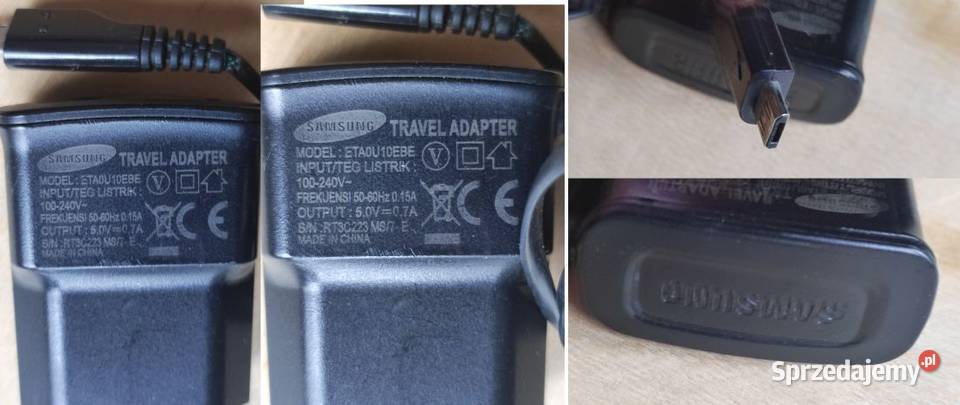 SAMSUNG TRAVEL ADAPTER
MODEL : ETA0U10EBE
INPUT/TEG LISTRIK :
100-240V~
FREKUENSI 50-60Hz 0.15A
OUTPUT : 5.0V⎓0.7A
S/N : RT3C223 MS/7- E
MADE IN CHINA
V
CE
SAMSUNG TRAVEL ADAPTER
MODEL : ETA0U10EBE
INPUT/TEG LISTRIK :
100-240V~
FREKUENSI 50-60Hz 0.15A
OUTPUT : 5.0V⎓0.7A
S/N : RT3C223 MS/7- E
MADE IN CHINA
V
CE
TRAVEL ADAPTER
SAMSUNG
SAMSUNG
Sprzedajemy.pl